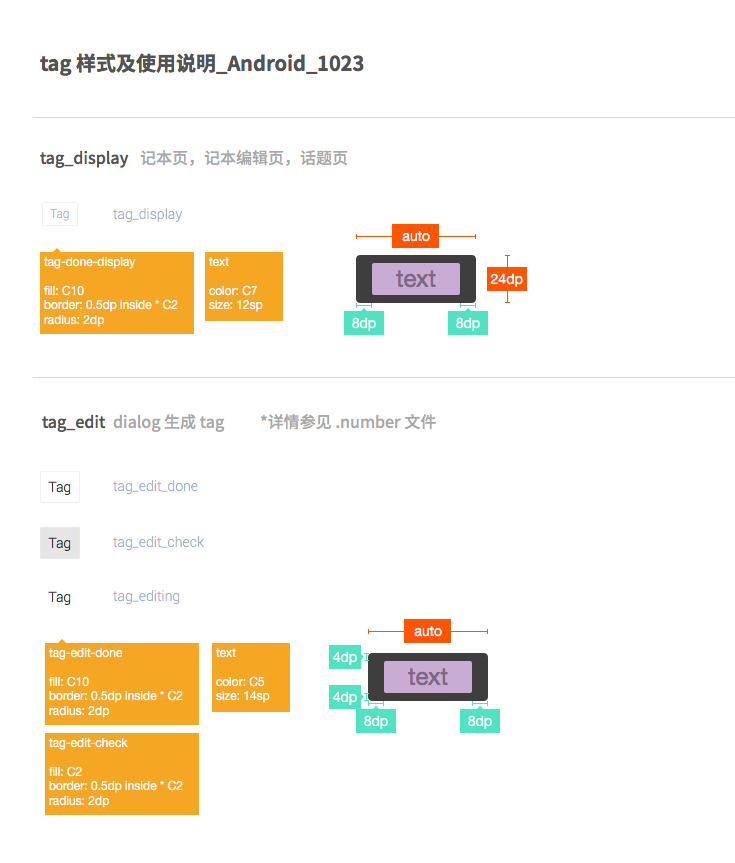 tag 样式及使用说明_Android_1023
tag_display 记本页，记本编辑页，话题页
Tag tag_display
tag-done-display
fill: C10
border: 0.5dp inside * C2
radius: 2dp
text
color: C7
size: 12sp
auto
text
24dp
8dp 8dp
tag_edit dialog 生成 tag *详情参见 .number 文件
Tag tag_edit_done
Tag tag_edit_check
Tag tag_editing
tag-edit-done
fill: C10
border: 0.5dp inside * C2
radius: 2dp
text
color: C5
size: 14sp
auto
4dp
text
4dp
8dp 8dp
tag-edit-check
fill: C2
border: 0.5dp inside * C2
radius: 2dp